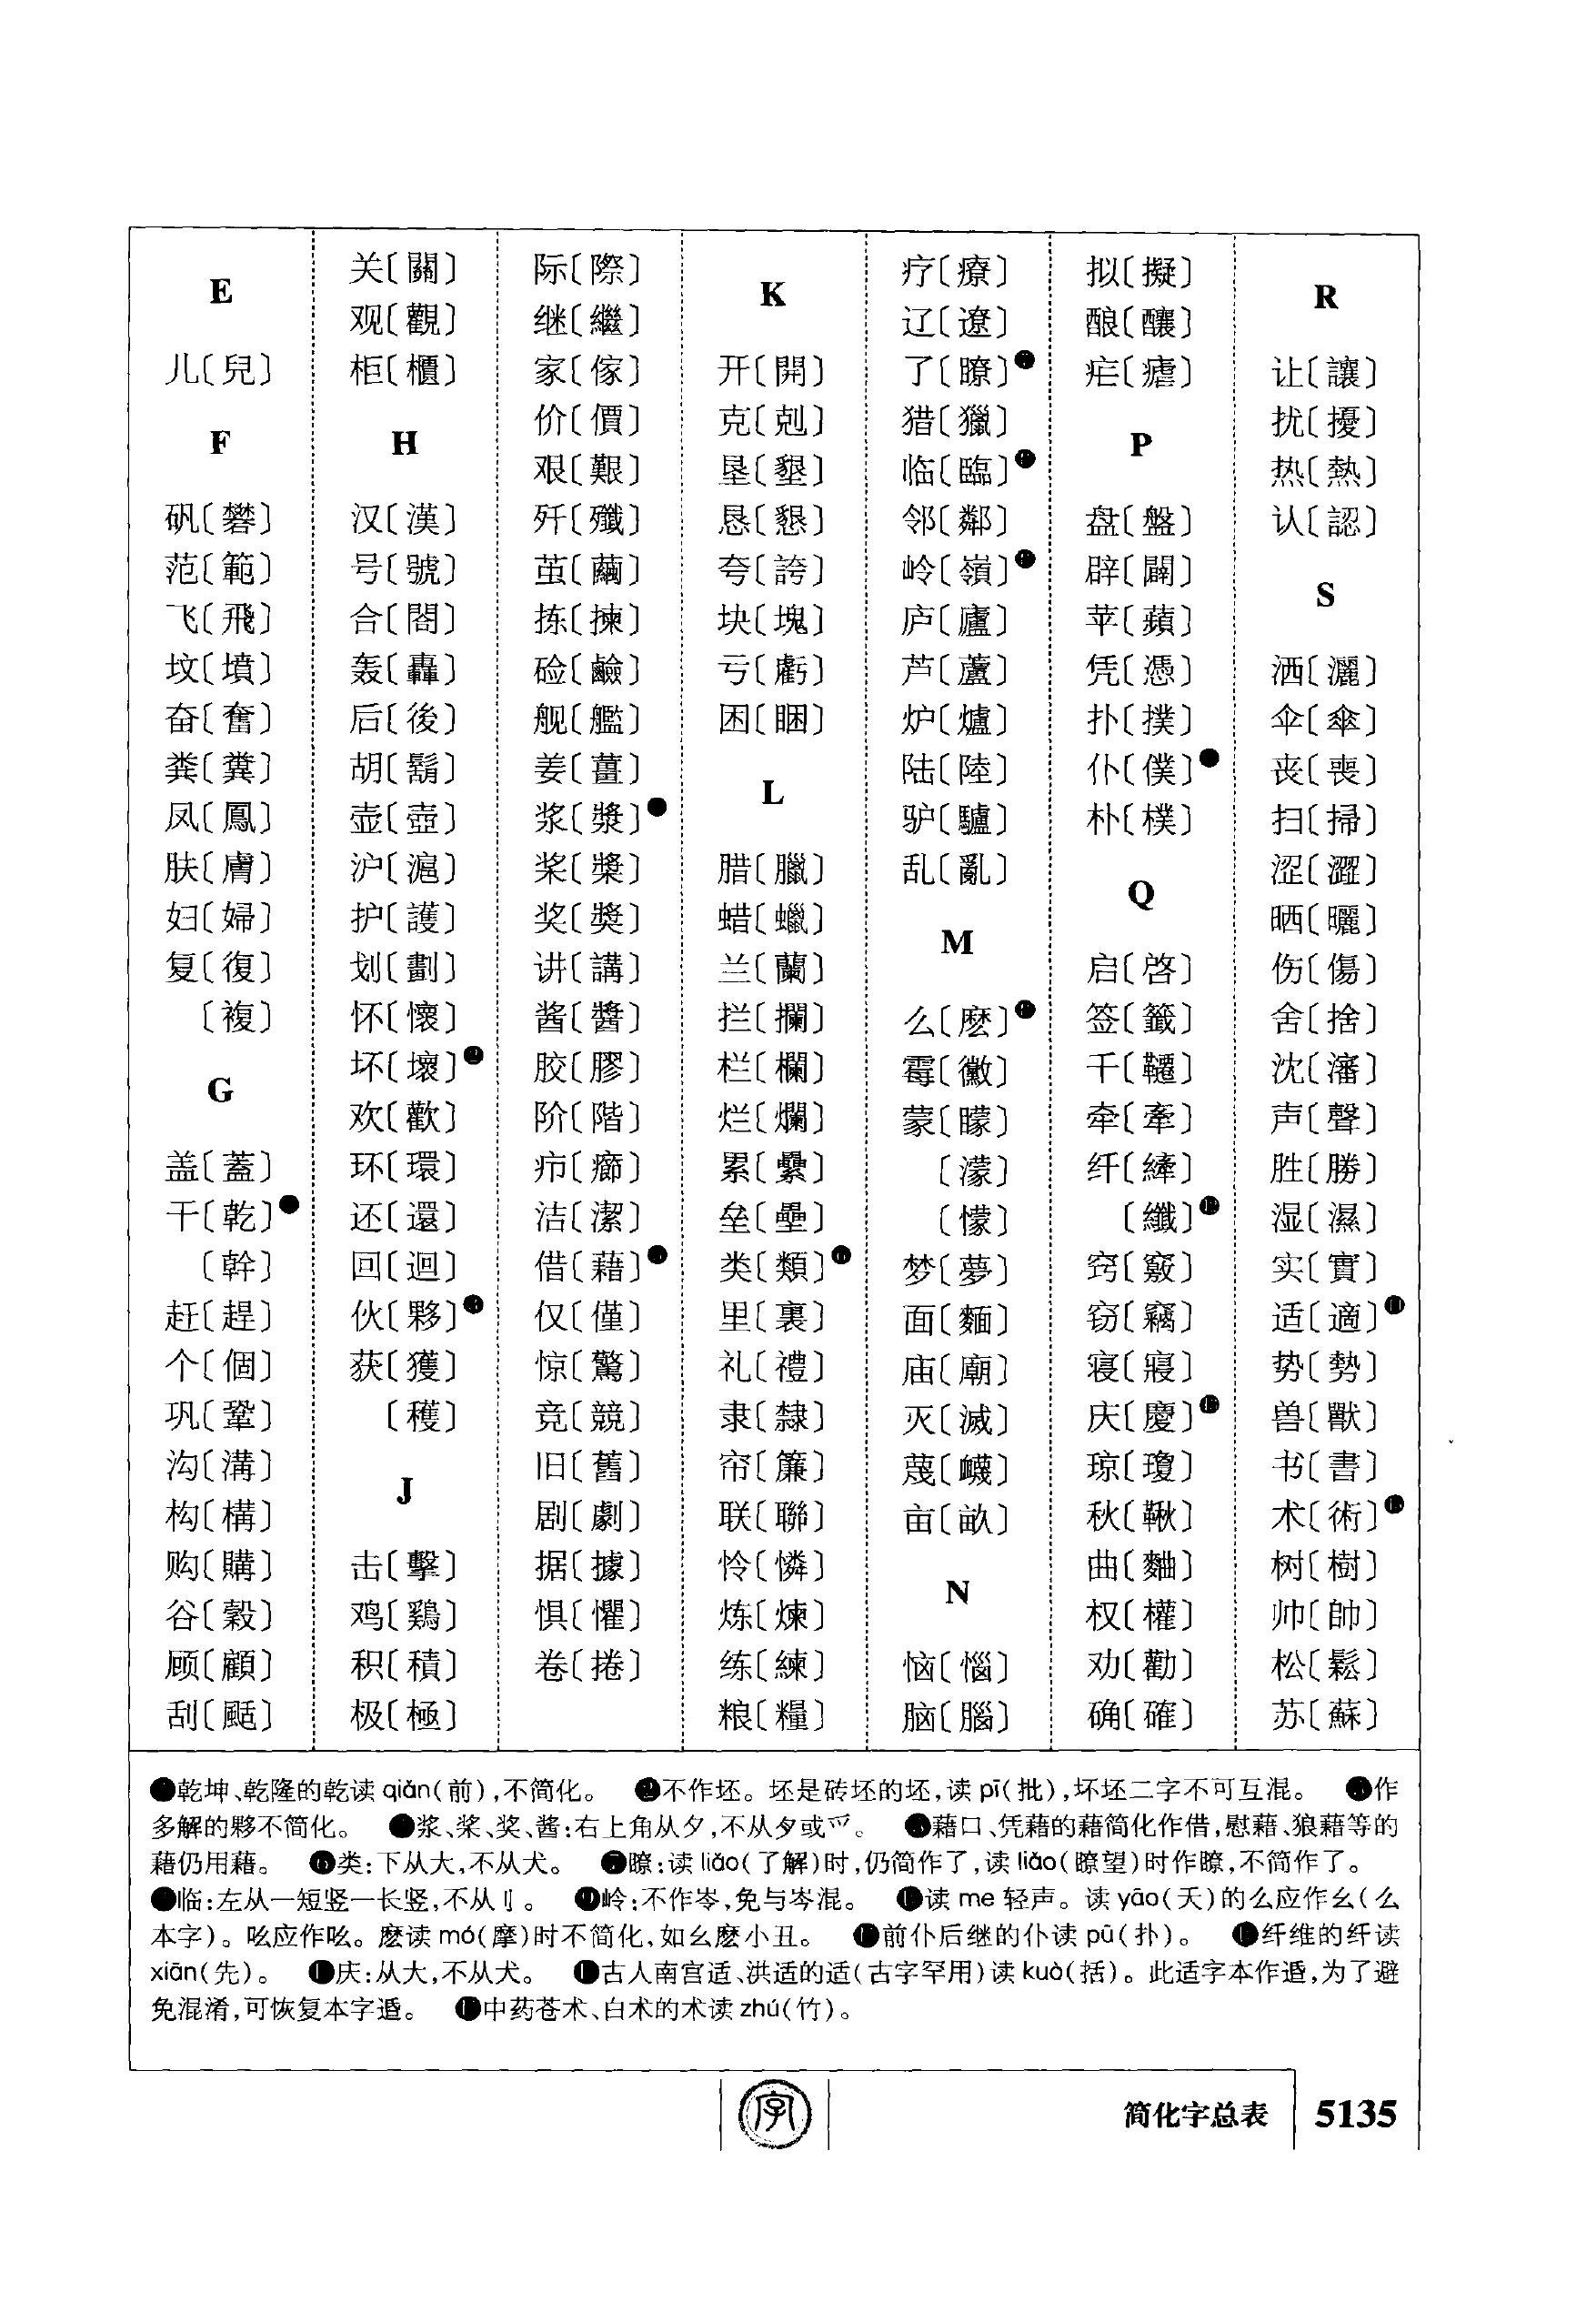 E
儿〔兒〕
F
矾〔礬〕
范〔範〕
飞〔飛〕
坟〔墳〕
奋〔奮〕
粪〔糞〕
凤〔鳳〕
肤〔膚〕
妇〔婦〕
复〔復〕
〔複〕
G
盖〔蓋〕
干〔乾〕
〔幹〕
赶〔趕〕
个〔個〕
巩〔鞏〕
沟〔溝〕
构〔構〕
购〔購〕
谷〔穀〕
顾〔顧〕
刮〔颳〕
关〔關〕
观〔觀〕
柜〔櫃〕
H
汉〔漢〕
号〔號〕
合〔閤〕
轰〔轟〕
后〔後〕
胡〔鬍〕
壶〔壺〕
沪〔滬〕
护〔護〕
划〔劃〕
怀〔懷〕
坏〔壞〕❷
欢〔歡〕
环〔環〕
还〔還〕
回〔迴〕
伙〔夥〕❸
获〔獲〕
〔穫〕
J
击〔擊〕
鸡〔鷄〕
积〔積〕
极〔極〕
际〔際〕
继〔繼〕
家〔傢〕
价〔價〕
艰〔艱〕
歼〔殲〕
茧〔繭〕
拣〔揀〕
硷〔鹼〕
舰〔艦〕
姜〔薑〕
浆〔漿〕❹
桨〔槳〕
奖〔獎〕
讲〔講〕
酱〔醬〕
胶〔膠〕
阶〔階〕
疖〔癤〕
洁〔潔〕
借〔藉〕❺
仅〔僅〕
惊〔驚〕
竞〔競〕
旧〔舊〕
剧〔劇〕
据〔據〕
惧〔懼〕
卷〔捲〕
K
开〔開〕
克〔剋〕
垦〔墾〕
恳〔懇〕
夸〔誇〕
块〔塊〕
亏〔虧〕
困〔睏〕
L
腊〔臘〕
蜡〔蠟〕
兰〔蘭〕
拦〔攔〕
栏〔欄〕
烂〔爛〕
累〔纍〕
垒〔壘〕
类〔類〕❻
里〔裏〕
礼〔禮〕
隶〔隸〕
帘〔簾〕
联〔聯〕
怜〔憐〕
炼〔煉〕
练〔練〕
粮〔糧〕
疗〔療〕
辽〔遼〕
了〔瞭〕❼
猎〔獵〕
临〔臨〕❽
邻〔鄰〕
岭〔嶺〕❾
庐〔廬〕
芦〔蘆〕
炉〔爐〕
陆〔陸〕
驴〔驢〕
乱〔亂〕
M
么〔麽〕❿
霉〔黴〕
蒙〔矇〕
〔濛〕
〔懞〕
梦〔夢〕
面〔麵〕
庙〔廟〕
灭〔滅〕
蔑〔衊〕
亩〔畝〕
N
恼〔惱〕
脑〔腦〕
拟〔擬〕
酿〔釀〕
疟〔瘧〕
P
盘〔盤〕
辟〔闢〕
苹〔蘋〕
凭〔憑〕
扑〔撲〕
仆〔僕〕⓫
朴〔樸〕
Q
启〔啓〕
签〔籤〕
千〔韆〕
牵〔牽〕
纤〔縴〕
〔纖〕⓬
窍〔竅〕
窃〔竊〕
寝〔寢〕
庆〔慶〕⓭
琼〔瓊〕
秋〔鞦〕
曲〔麯〕
权〔權〕
劝〔勸〕
确〔確〕
R
让〔讓〕
扰〔擾〕
热〔熱〕
认〔認〕
S
洒〔灑〕
伞〔傘〕
丧〔喪〕
扫〔掃〕
涩〔澀〕
晒〔曬〕
伤〔傷〕
舍〔捨〕
沈〔瀋〕
声〔聲〕
胜〔勝〕
湿〔濕〕
实〔實〕
适〔適〕⓮
势〔勢〕
兽〔獸〕
书〔書〕
术〔術〕⓯
树〔樹〕
帅〔帥〕
松〔鬆〕
苏〔蘇〕
❶乾坤、乾隆的乾读 qián(前),不简化。 ❷不作坯。坯是砖坯的坯,读 pī(批),坏坯二字不可互混。 ❸作
多解的夥不简化。 ❹浆、桨、奖、酱:右上角从夕,不从夕或爫。 ❺藉口、凭藉的藉简化作借,慰藉、狼藉等的
藉仍用藉。 ❻类:下从大,不从犬。 ❼瞭:读 liǎo(了解)时,仍简作了,读 liào(瞭望)时作瞭,不简作了。
❽临:左从一短竖一长竖,不从刂。 ❾岭:不作岑,免与岑混。 ❿读 me 轻声。读 yāo(夭)的么应作幺(么
本字)。吆应作吆。麽读 mó(摩)时不简化,如幺麽小丑。 ⓫前仆后继的仆读 pū(扑)。 ⓬纤维的纤读
xiān(先)。 ⓭庆:从大,不从犬。 ⓮古人南宫适、洪适的适(古字罕用)读 kuò(括)。此适字本作𨓈,为了避
免混淆,可恢复本字𨓈。 ⓯中药苍术、白术的术读 zhú(竹)。
字
简化字总表 5135